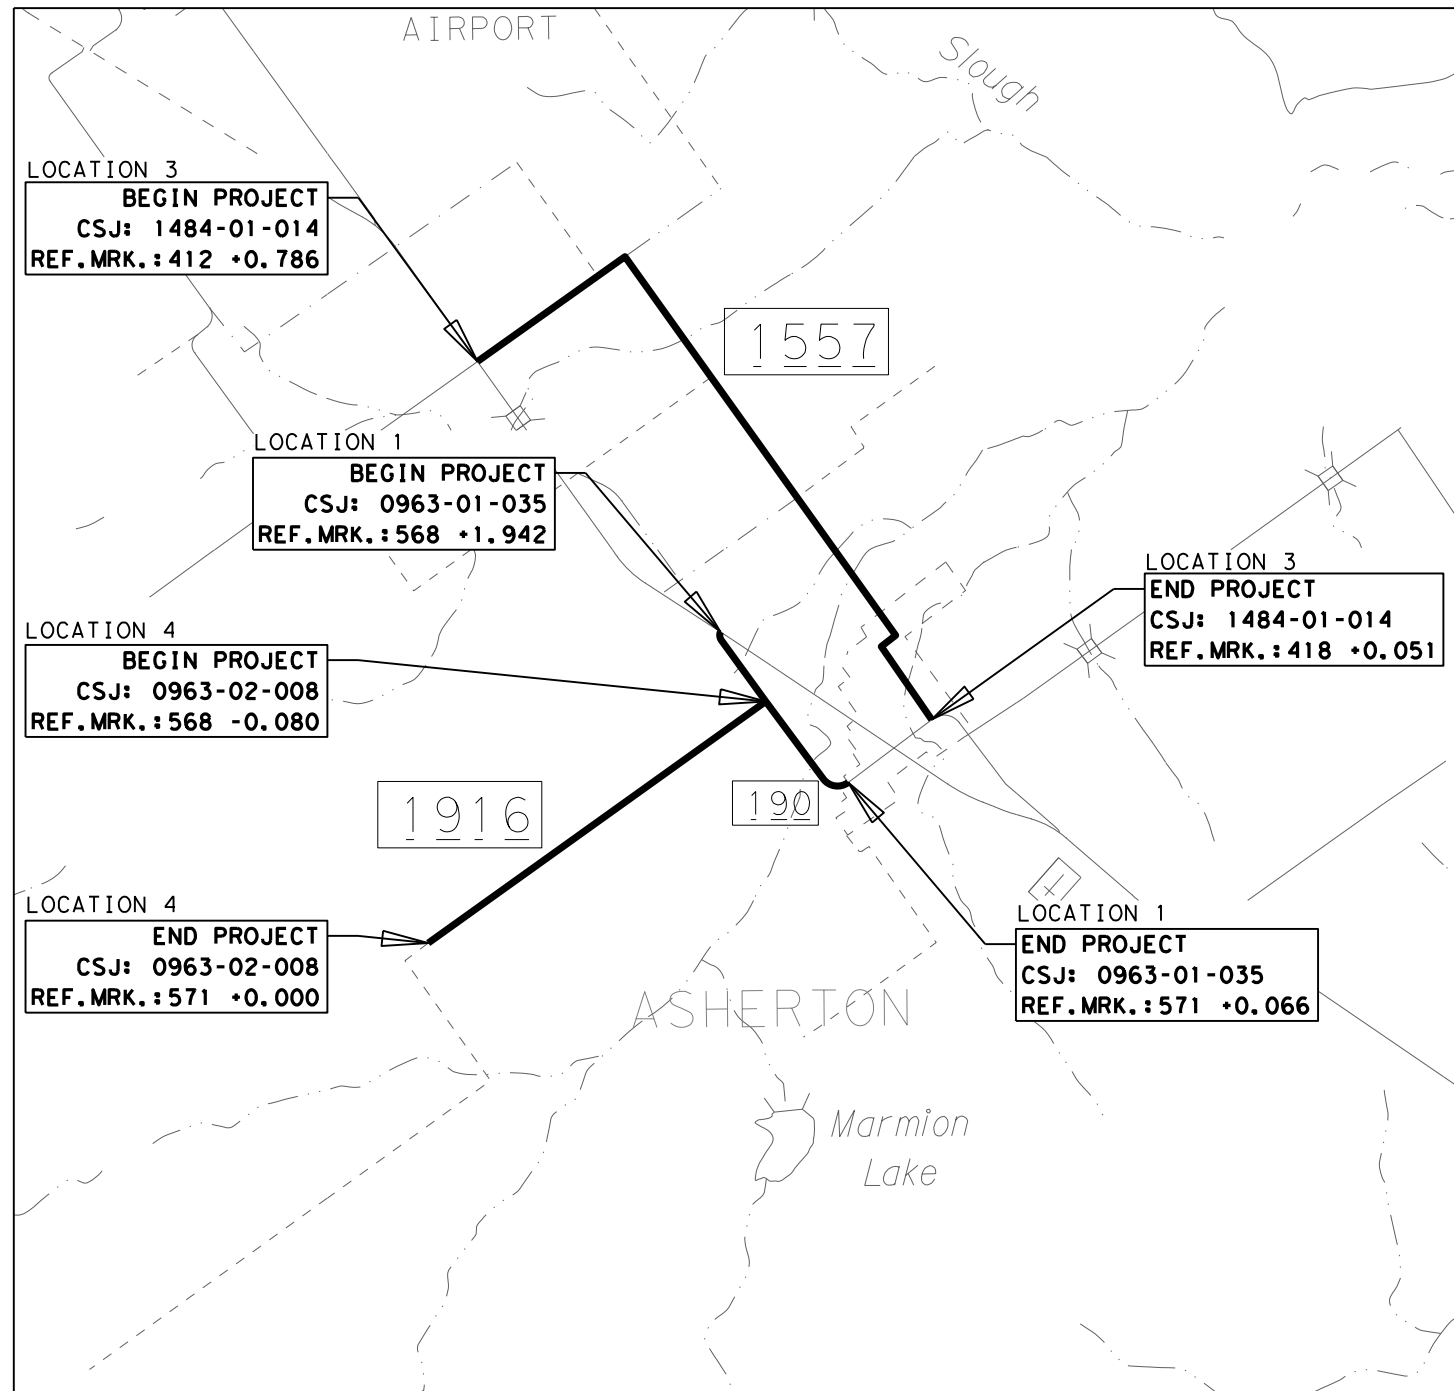 AIRPORT
Slough
LOCATION 3
BEGIN PROJECT
CSJ: 1484-01-014
REF.MRK.:412 +0.786
1557
LOCATION 1
BEGIN PROJECT
CSJ: 0963-01-035
REF.MRK.:568 +1.942
LOCATION 3
END PROJECT
CSJ: 1484-01-014
REF.MRK.:418 +0.051
LOCATION 4
BEGIN PROJECT
CSJ: 0963-02-008
REF.MRK.:568 -0.080
1916
190
LOCATION 4
END PROJECT
CSJ: 0963-02-008
REF.MRK.:571 +0.000
LOCATION 1
END PROJECT
CSJ: 0963-01-035
REF.MRK.:571 +0.066
ASHERTON
Marmion
Lake